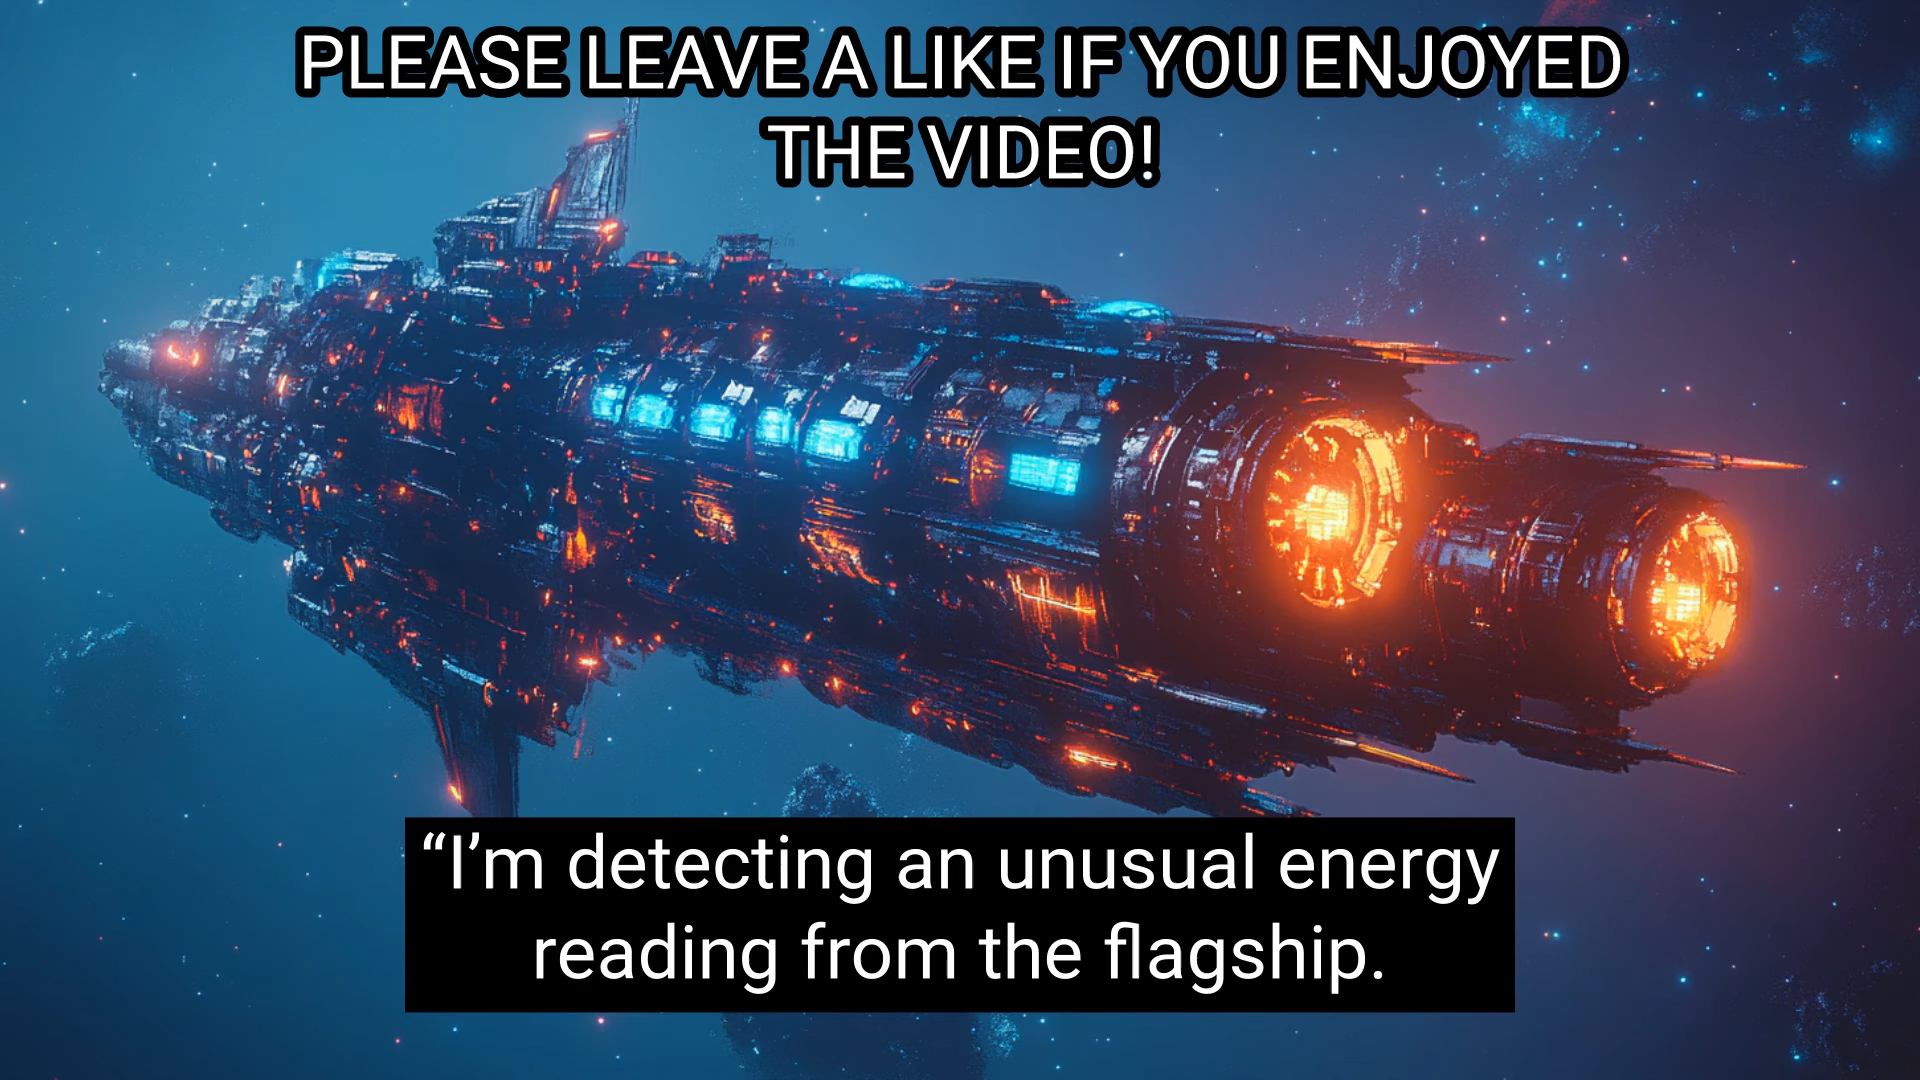 PLEASE LEAVE A LIKE IF YOU ENJOYED
THE VIDEO!
“I’m detecting an unusual energy
reading from the flagship.